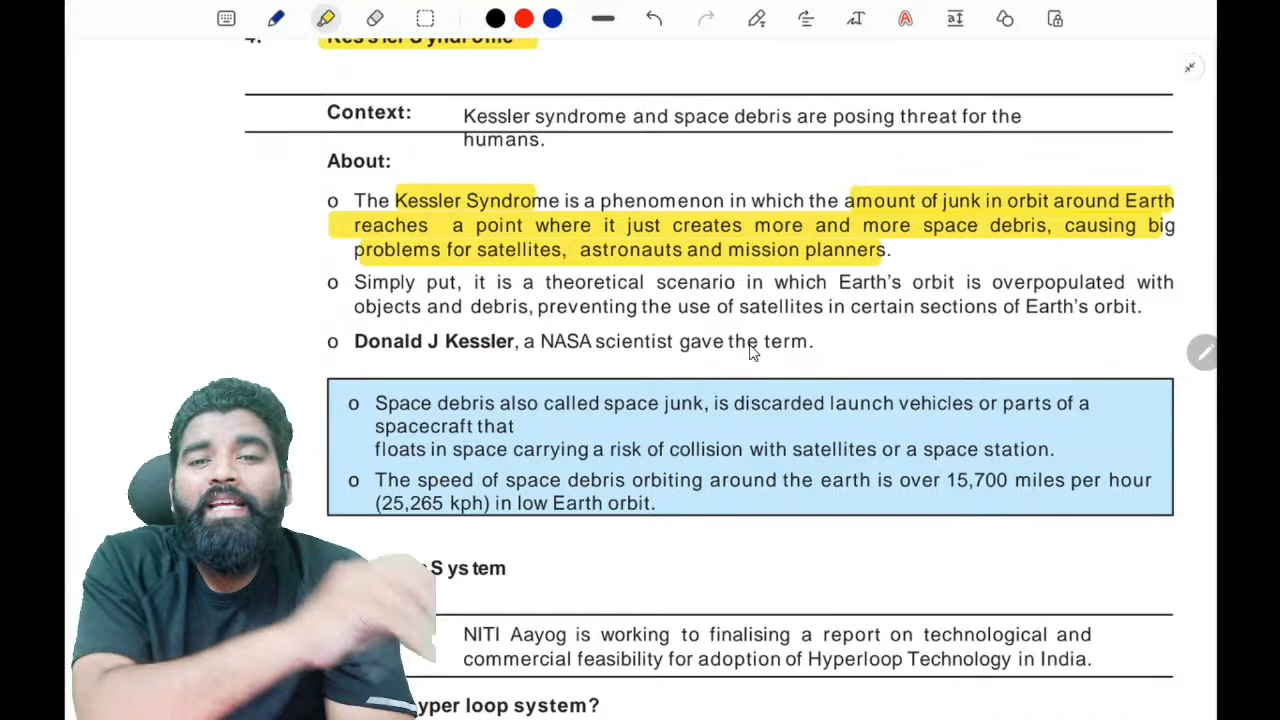 4. Kessler Syndrome
Context: Kessler syndrome and space debris are posing threat for the
humans.
About:
o The Kessler Syndrome is a phenomenon in which the amount of junk in orbit around Earth
reaches a point where it just creates more and more space debris, causing big
problems for satellites, astronauts and mission planners.
o Simply put, it is a theoretical scenario in which Earth's orbit is overpopulated with
objects and debris, preventing the use of satellites in certain sections of Earth's orbit.
o Donald J Kessler, a NASA scientist gave the term.
o Space debris also called space junk, is discarded launch vehicles or parts of a
spacecraft that
floats in space carrying a risk of collision with satellites or a space station.
o The speed of space debris orbiting around the earth is over 15,700 miles per hour
(25,265 kph) in low Earth orbit.
System
NITI Aayog is working to finalising a report on technological and
commercial feasibility for adoption of Hyperloop Technology in India.
yper loop system?